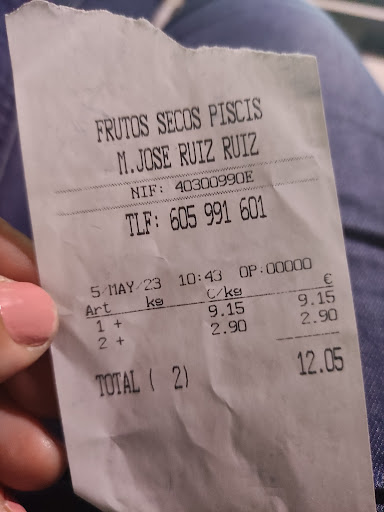 FRUTOS SECOS PISCIS
M.JOSE RUIZ RUIZ
NIF: 40300990E
TLF: 605 991 601
5/MAY/23 10:43 OP:00000
Art kg €/kg €
1 + 9.15 9.15
2 + 2.90 2.90
TOTAL ( 2) 12.05